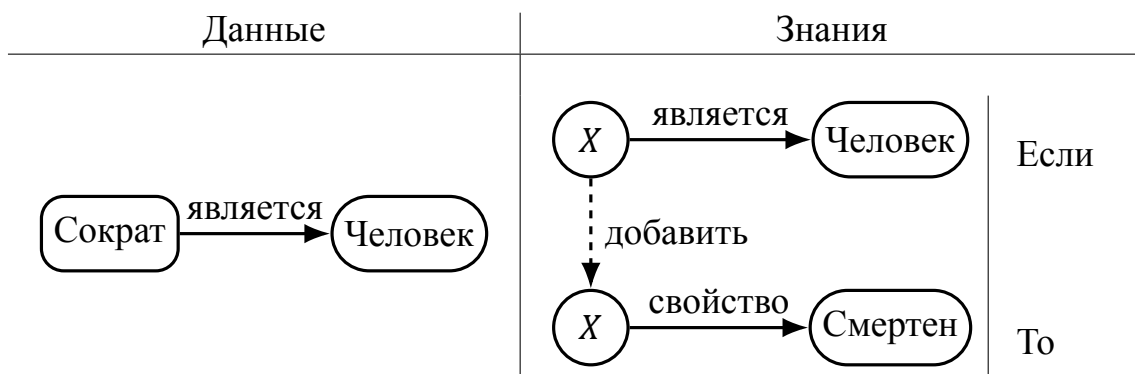 Данные
Знания
Сократ
является
Человек
X
является
Человек
Если
добавить
X
свойство
Смертен
То